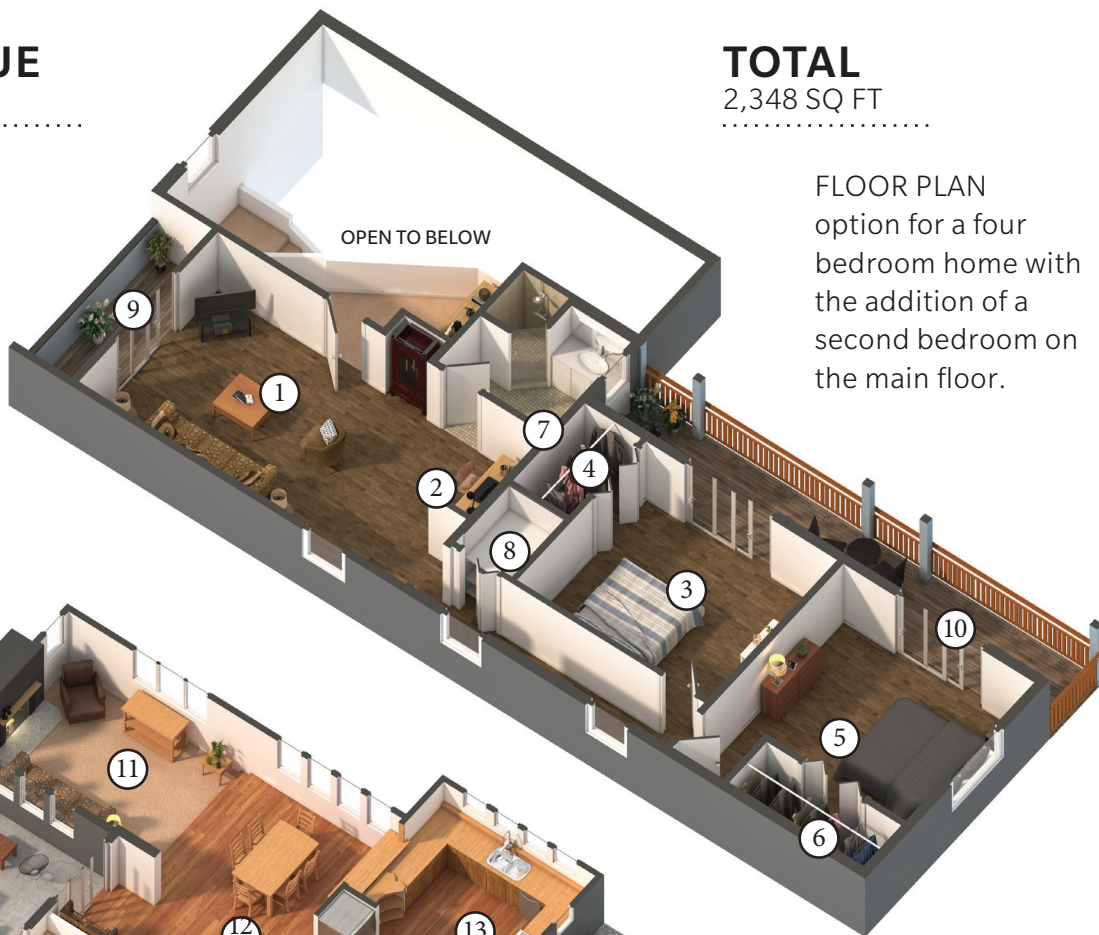 UE
TOTAL
2,348 SQ FT
FLOOR PLAN
option for a four
bedroom home with
the addition of a
second bedroom on
the main floor.
OPEN TO BELOW
9
1
7
4
2
8
3
10
5
6
11
12
13